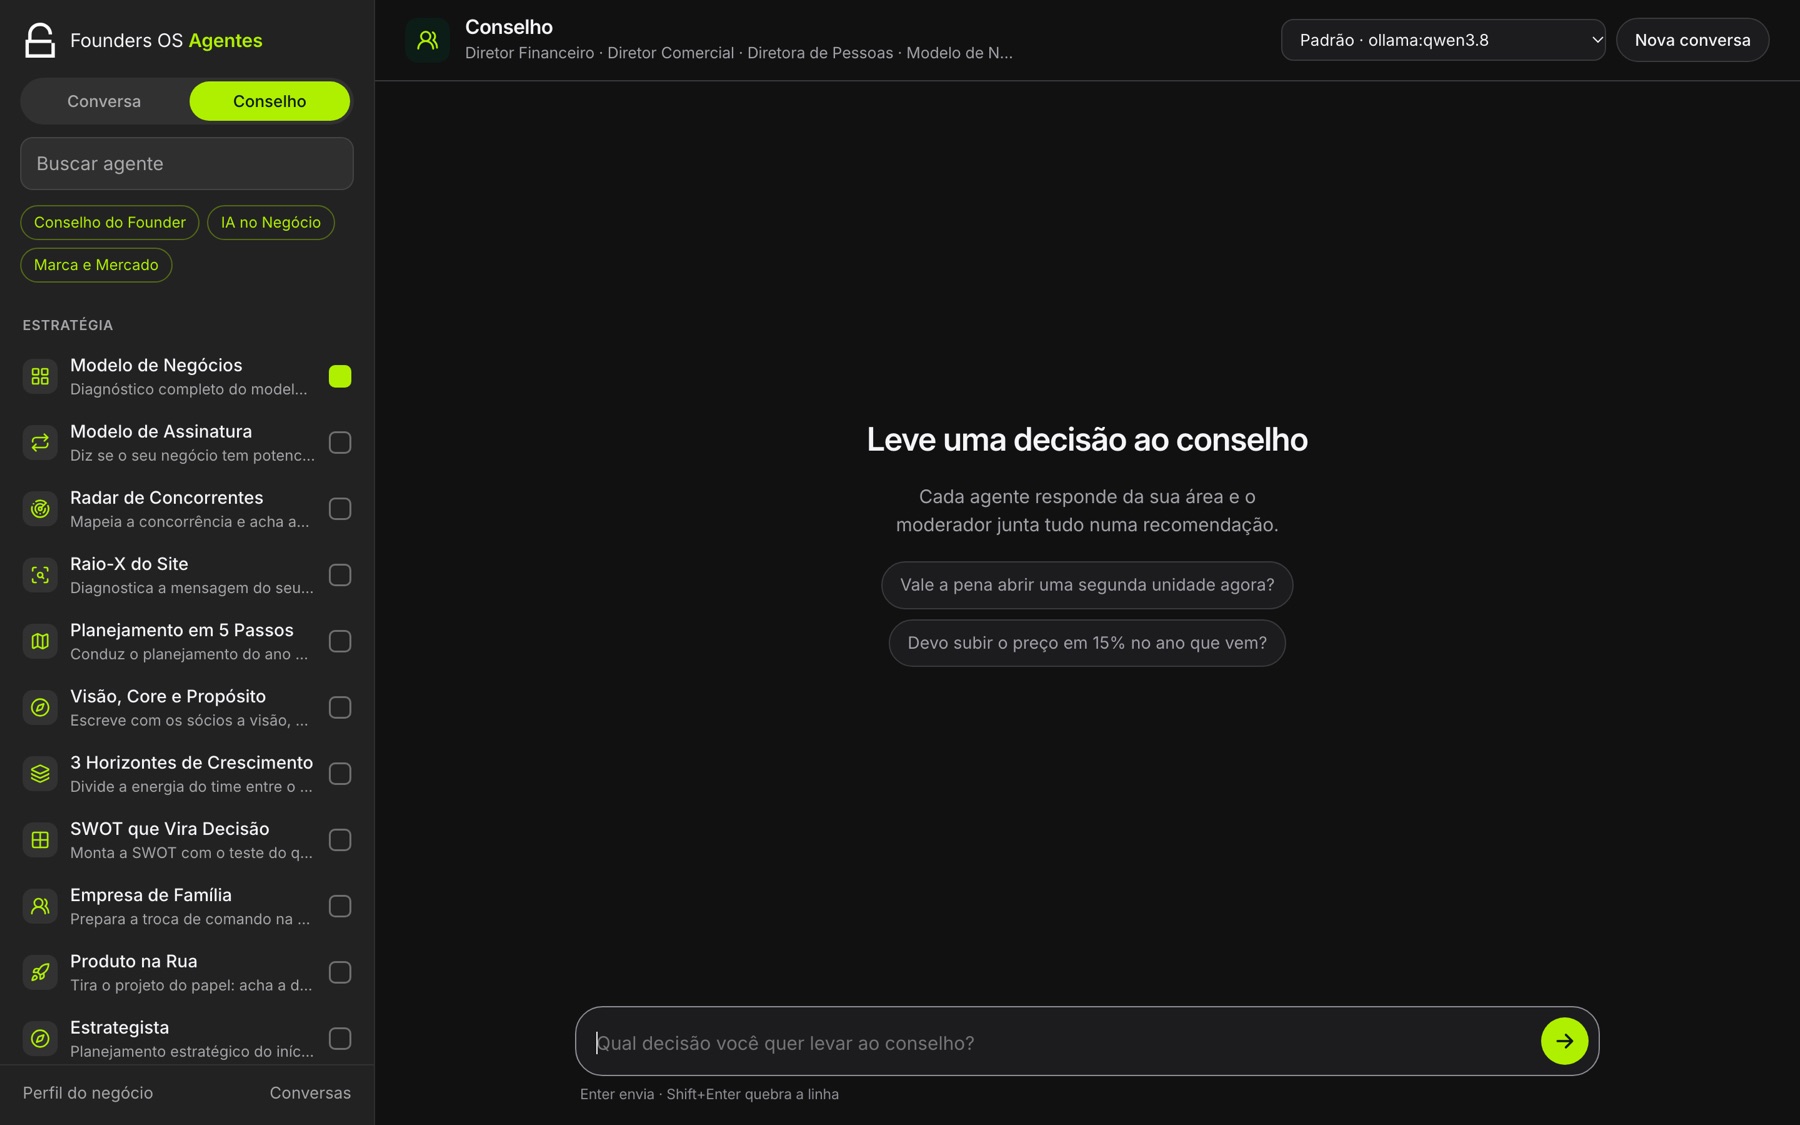 Founders OS Agentes
Conversa
Conselho
Buscar agente
Conselho do Founder
IA no Negócio
Marca e Mercado
ESTRATÉGIA
Modelo de Negócios
Diagnóstico completo do model...
Modelo de Assinatura
Diz se o seu negócio tem potenc...
Radar de Concorrentes
Mapeia a concorrência e acha a...
Raio-X do Site
Diagnostica a mensagem do seu...
Planejamento em 5 Passos
Conduz o planejamento do ano ...
Visão, Core e Propósito
Escreve com os sócios a visão, ...
3 Horizontes de Crescimento
Divide a energia do time entre o ...
SWOT que Vira Decisão
Monta a SWOT com o teste do q...
Empresa de Família
Prepara a troca de comando na ...
Produto na Rua
Tira o projeto do papel: acha a d...
Estrategista
Planejamento estratégico do iníc...
Perfil do negócio
Conversas
Conselho
Diretor Financeiro · Diretor Comercial · Diretora de Pessoas · Modelo de N...
Padrão · ollama:qwen3.8
Nova conversa
Leve uma decisão ao conselho
Cada agente responde da sua área e o
moderador junta tudo numa recomendação.
Vale a pena abrir uma segunda unidade agora?
Devo subir o preço em 15% no ano que vem?
Qual decisão você quer levar ao conselho?
Enter envia · Shift+Enter quebra a linha